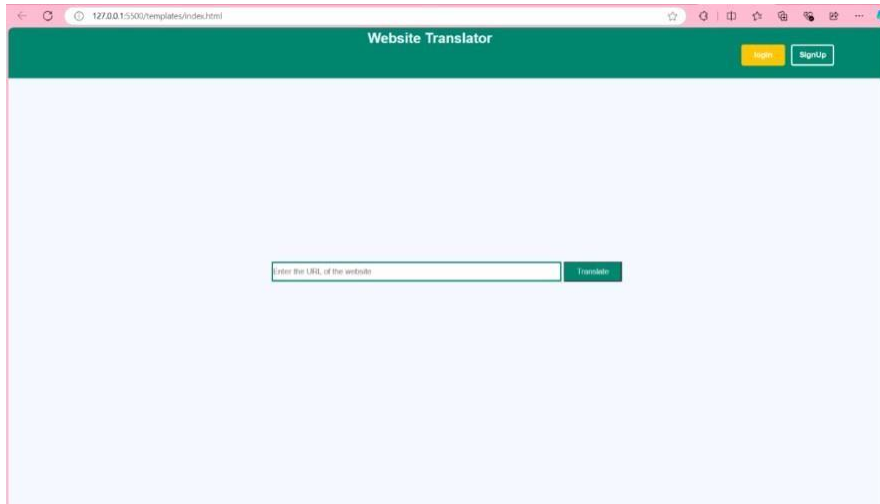 127.0.0.1:5500/templates/index.html
Website Translator
login
SignUp
Enter the URL of the website
Translate